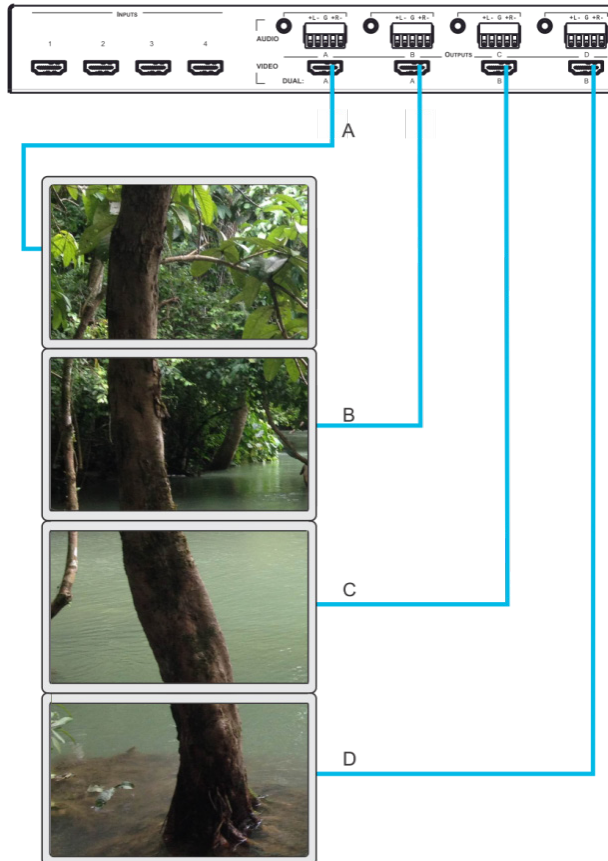 INPUTS
1 2 3 4
AUDIO
+L- G +R- +L- G +R- +L- G +R- +L- G +R-
A B OUTPUTS C D
VIDEO
DUAL: A A B B
A
B
C
D